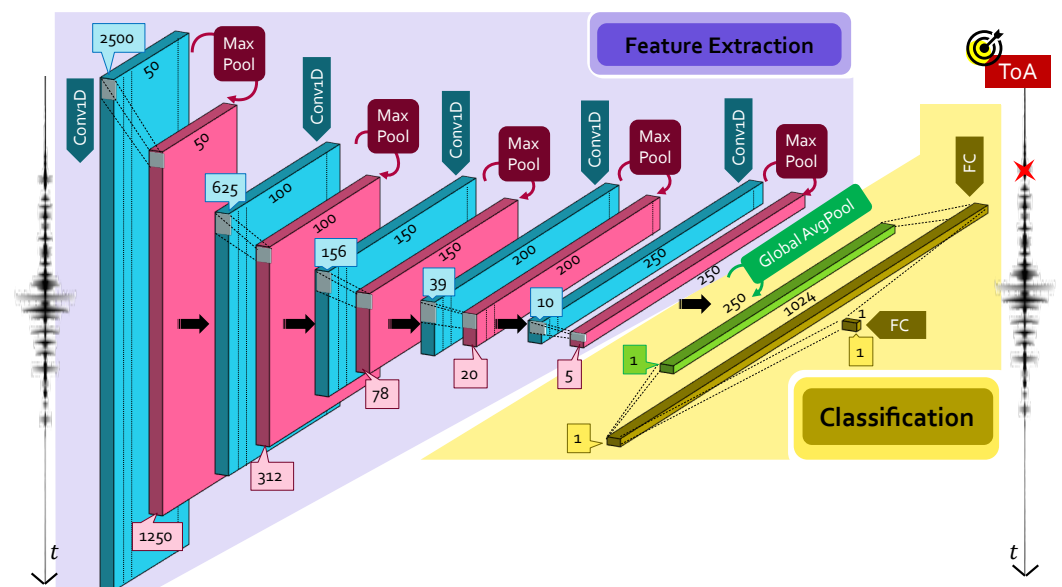 2500
50
Max
Pool
Conv1D
50
1250
625
100
Conv1D
Max
Pool
100
312
156
150
Conv1D
Max
Pool
150
78
39
200
Conv1D
Max
Pool
200
20
10
250
Conv1D
Max
Pool
250
5
Feature Extraction
Global AvgPool
250
1
FC
1024
1
1
FC
1
Classification
ToA
t
t